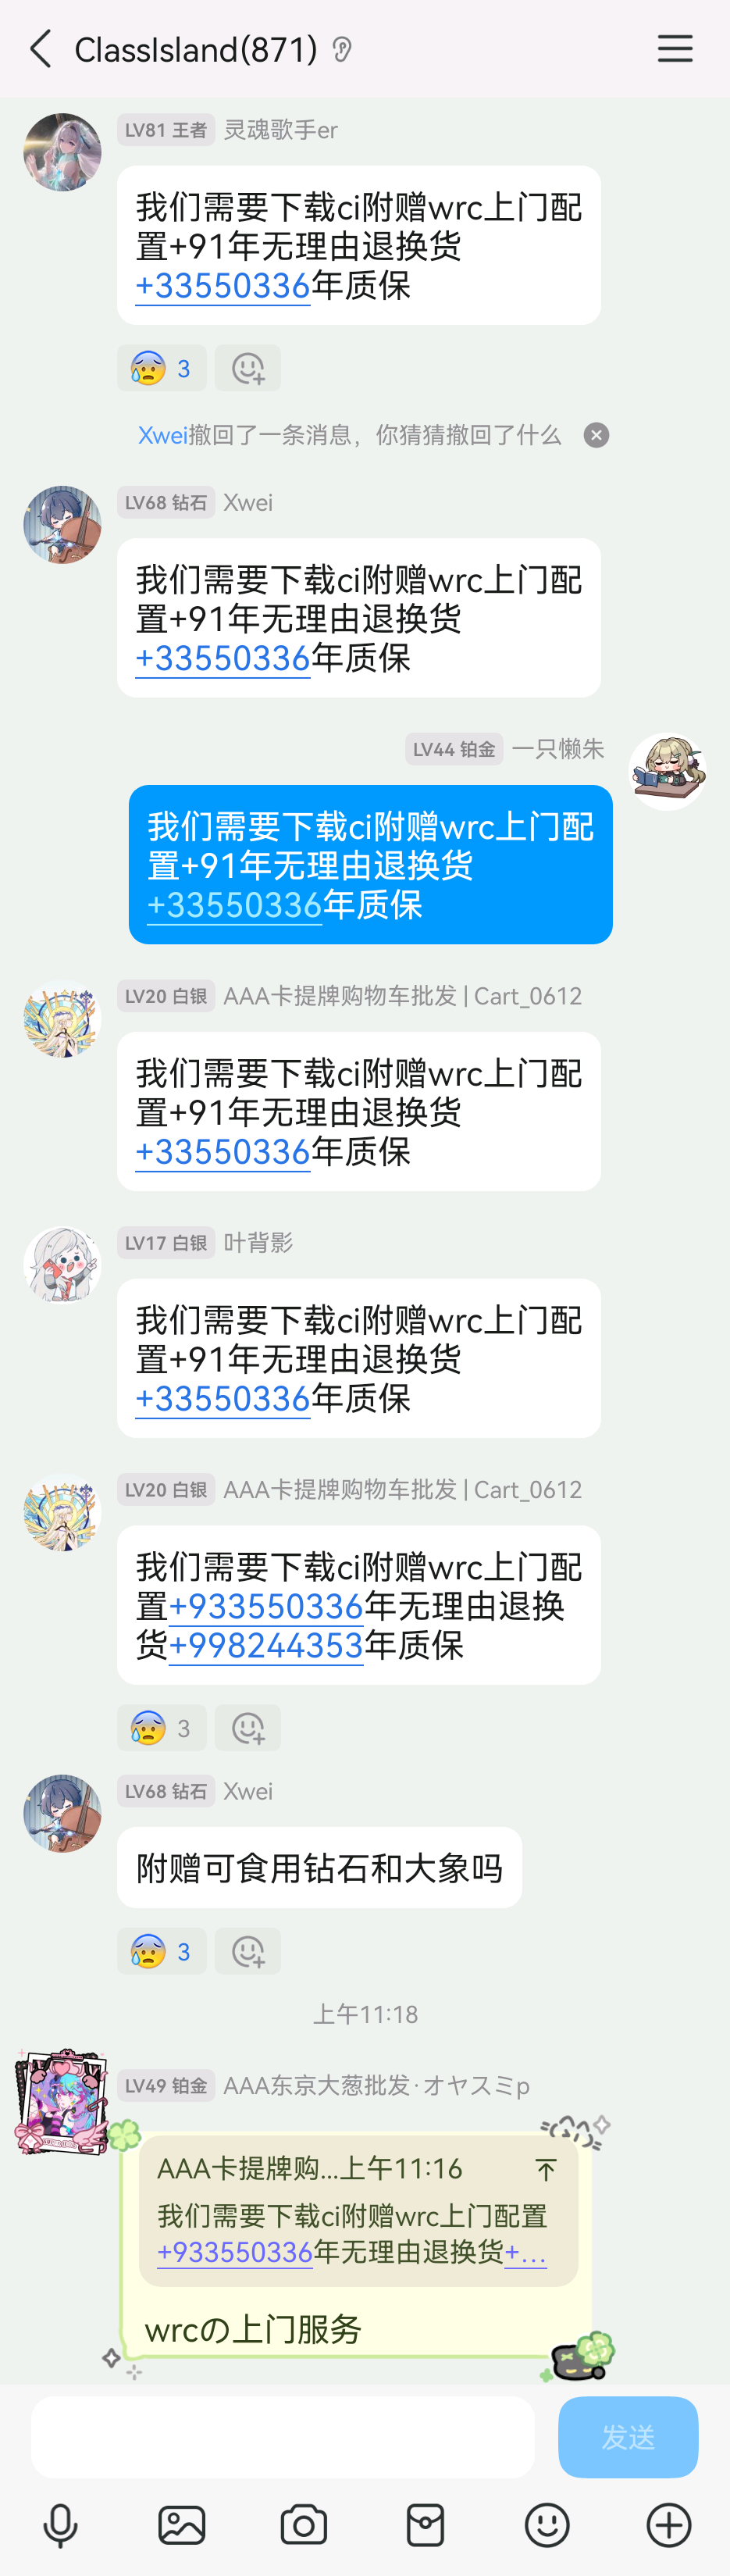 ClassIsland(871)
LV81 王者 灵魂歌手er
我们需要下载ci附赠wrc上门配
置+91年无理由退换货
+33550336年质保
3
Xwei撤回了一条消息，你猜猜撤回了什么
LV68 钻石 Xwei
我们需要下载ci附赠wrc上门配
置+91年无理由退换货
+33550336年质保
LV44 铂金 一只懒朱
我们需要下载ci附赠wrc上门配
置+91年无理由退换货
+33550336年质保
LV20 白银 AAA卡提牌购物车批发 | Cart_0612
我们需要下载ci附赠wrc上门配
置+91年无理由退换货
+33550336年质保
LV17 白银 叶背影
我们需要下载ci附赠wrc上门配
置+91年无理由退换货
+33550336年质保
LV20 白银 AAA卡提牌购物车批发 | Cart_0612
我们需要下载ci附赠wrc上门配
置+933550336年无理由退换
货+998244353年质保
3
LV68 钻石 Xwei
附赠可食用钻石和大象吗
3
上午11:18
LV49 铂金 AAA东京大葱批发·オヤスミp
AAA卡提牌购...上午11:16
我们需要下载ci附赠wrc上门配置
+933550336年无理由退换货+...
wrcの上门服务
发送